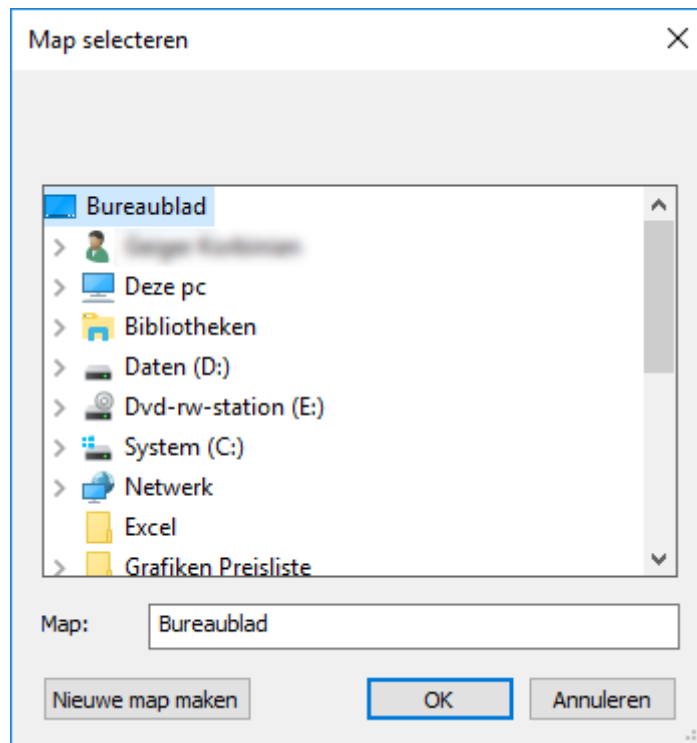 Map selecteren
Bureaublad
Deze pc
Bibliotheken
Daten (D:)
Dvd-rw-station (E:)
System (C:)
Netwerk
Excel
Grafiken Preisliste
Map:
Bureaublad
Nieuwe map maken
OK
Annuleren